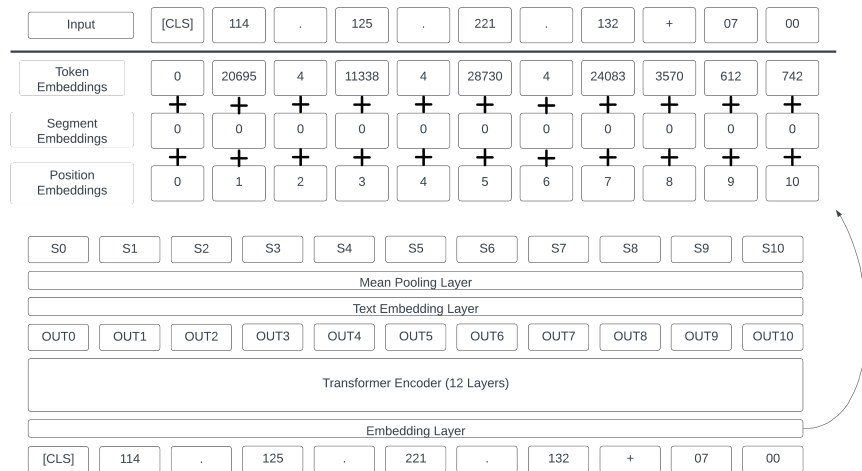 Input [CLS] 114 . 125 . 221 . 132 + 07 00
Token Embeddings 0 20695 4 11338 4 28730 4 24083 3570 612 742
+ + + + + + + + + + +
Segment Embeddings 0 0 0 0 0 0 0 0 0 0 0
+ + + + + + + + + + +
Position Embeddings 0 1 2 3 4 5 6 7 8 9 10
S0 S1 S2 S3 S4 S5 S6 S7 S8 S9 S10
Mean Pooling Layer
Text Embedding Layer
OUT0 OUT1 OUT2 OUT3 OUT4 OUT5 OUT6 OUT7 OUT8 OUT9 OUT10
Transformer Encoder (12 Layers)
Embedding Layer
[CLS] 114 . 125 . 221 . 132 + 07 00